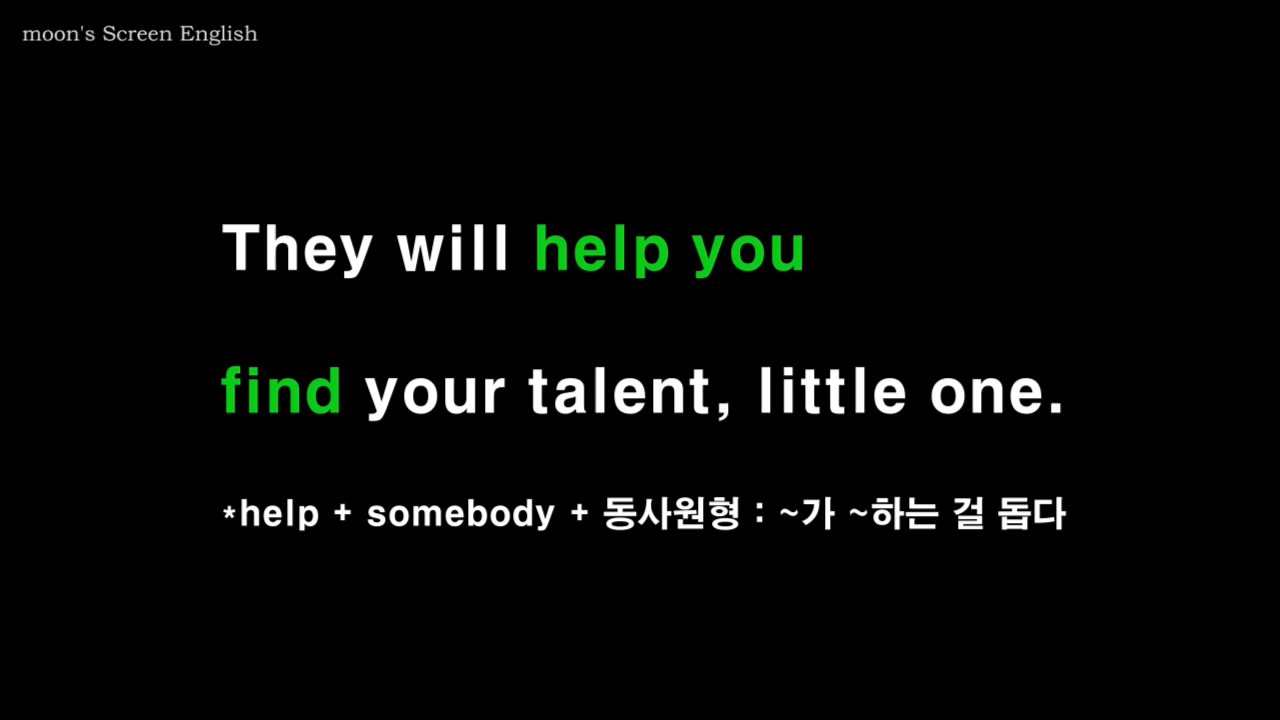 moon's Screen English
They will help you
find your talent, little one.
*help + somebody + 동사원형 : ~가 ~하는 걸 돕다